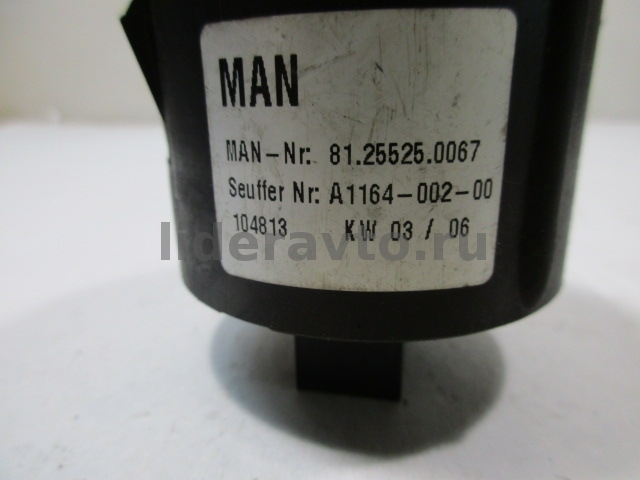 MAN
MAN-Nr: 81.25525.0067
Seuffer Nr: A1164-002-00
104813 KW 03 / 06
lideravto.ru